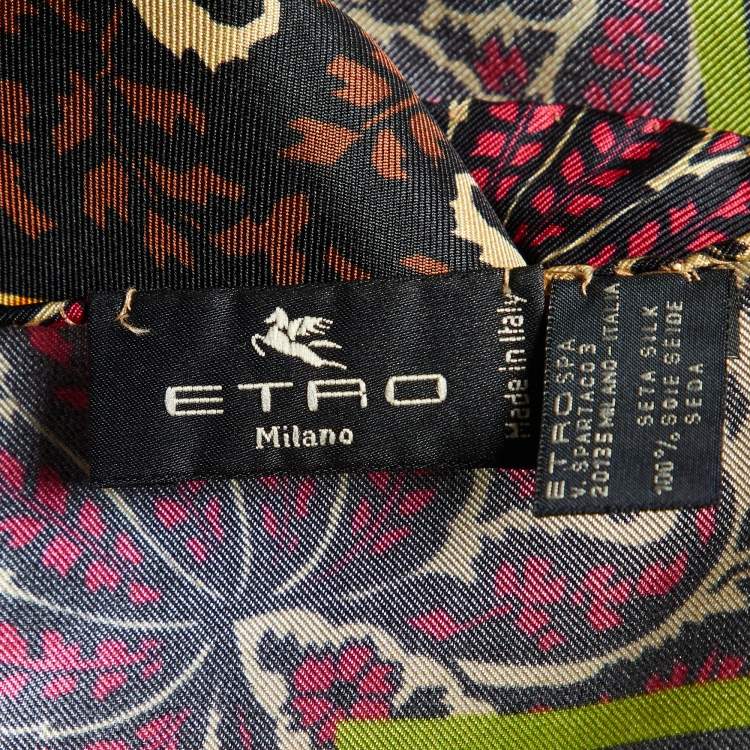 ETRO
Milano
Made in Italy
ETRO SPA
V. SPARTACO 3
20135 MILANO - ITALIA
SETA SILK
100% SOIE SEIDE
SEDA